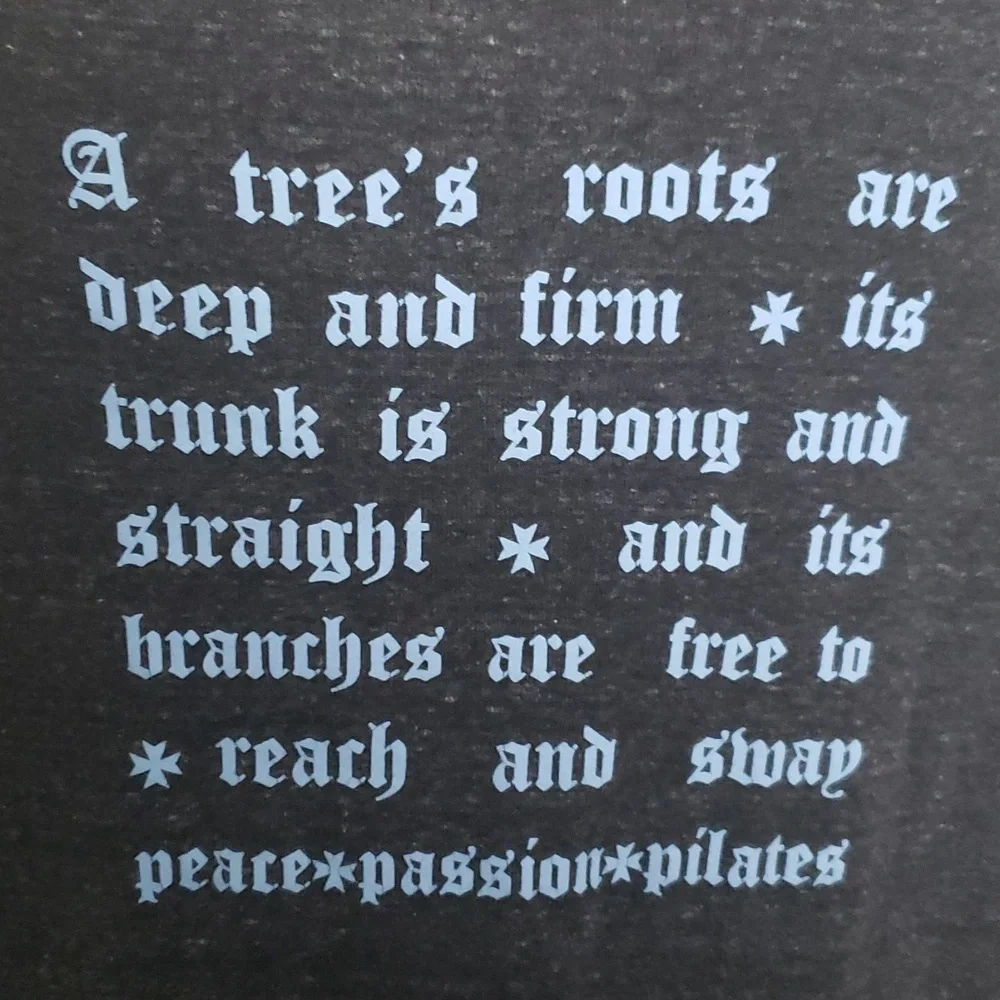 A tree's roots are
deep and firm ✠ its
trunk is strong and
straight ✠ and its
branches are free to
✠ reach and sway
peace✠passion✠pilates